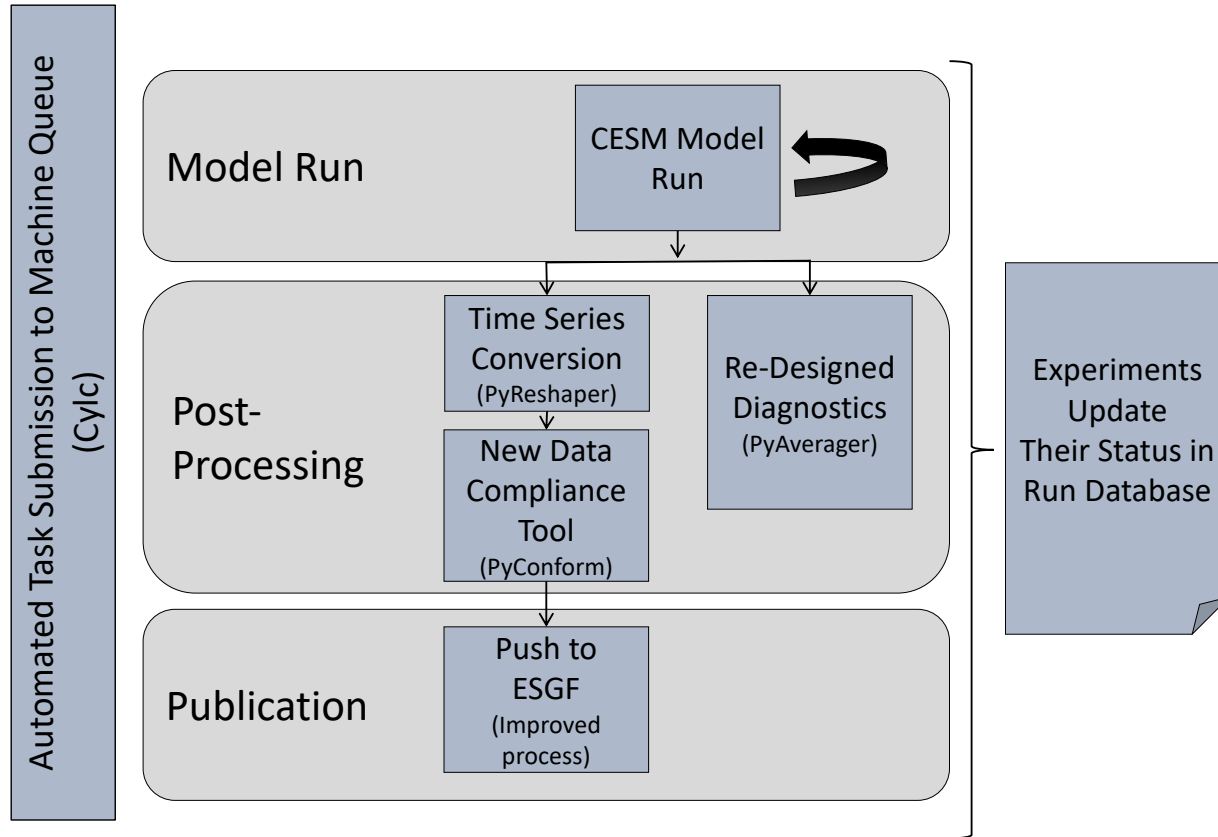 Automated Task Submission to Machine Queue
(Cylc)
Model Run
CESM Model
Run
Post-
Processing
Time Series
Conversion
(PyReshaper)
New Data
Compliance
Tool
(PyConform)
Re-Designed
Diagnostics
(PyAverager)
Publication
Push to
ESGF
(Improved
process)
Experiments
Update
Their Status in
Run Database